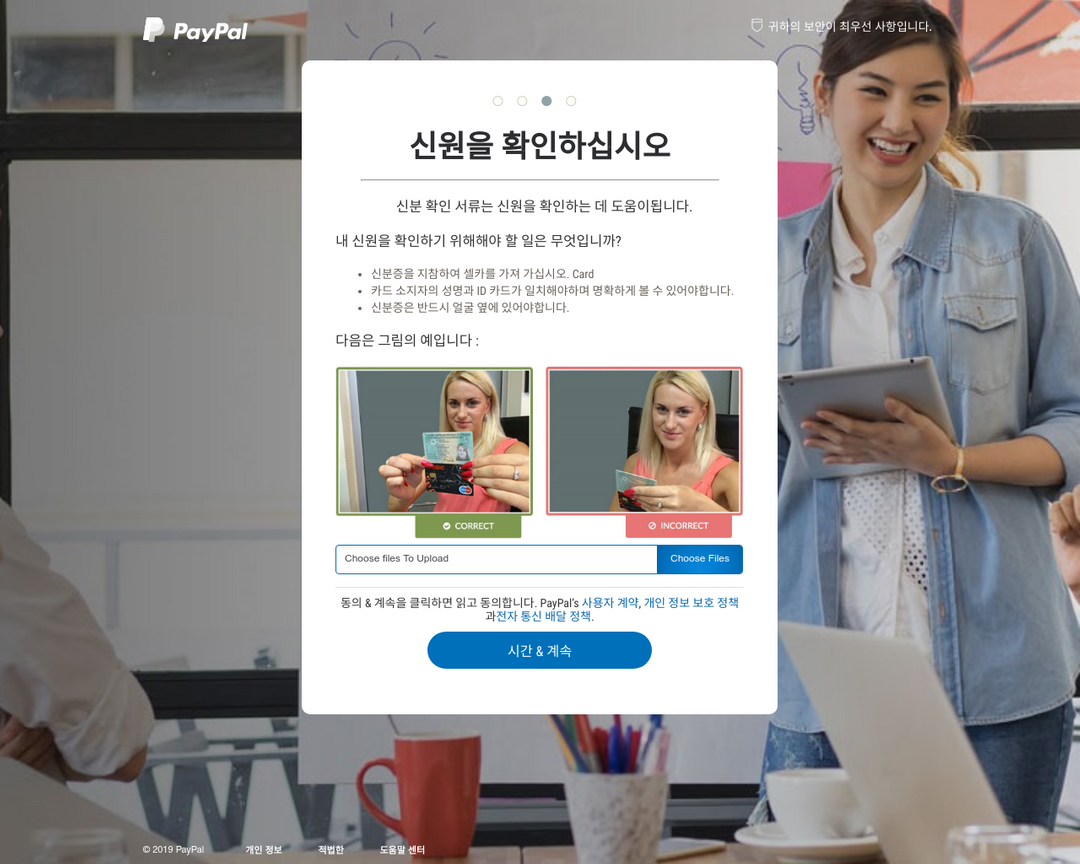 PayPal
귀하의 보안이 최우선 사항입니다.
신원을 확인하십시오
신분 확인 서류는 신원을 확인하는 데 도움이됩니다.
내 신원을 확인하기 위해해야 할 일은 무엇입니까?
신분증을 지참하여 셀카를 가져 가십시오. Card
카드 소지자의 성명과 ID 카드가 일치해야하며 명확하게 볼 수 있어야합니다.
신분증은 반드시 얼굴 옆에 있어야합니다.
다음은 그림의 예입니다 :
CORRECT
INCORRECT
Choose files To Upload
Choose Files
동의 & 계속을 클릭하면 읽고 동의합니다. PayPal's 사용자 계약, 개인 정보 보호 정책
과전자 통신 배달 정책.
시간 & 계속
© 2019 PayPal
개인 정보
적법한
도움말 센터